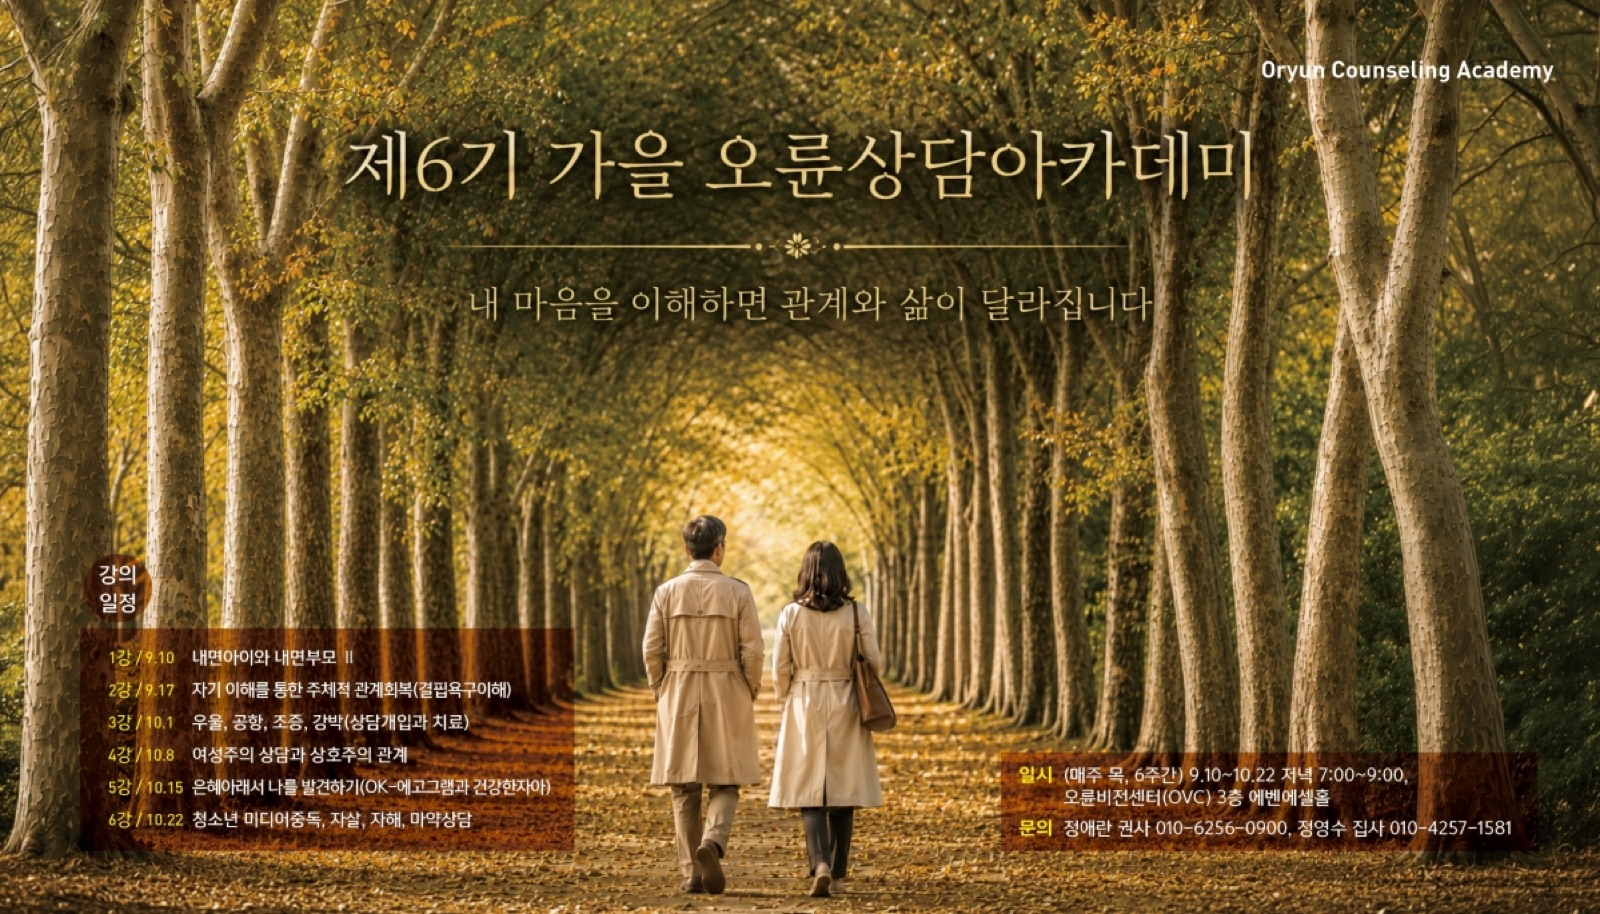 Oryun Counseling Academy
제6기 가을 오륜상담아카데미
내 마음을 이해하면 관계와 삶이 달라집니다
강의
일정
1강 / 9.10 내면아이와 내면부모 Ⅱ
2강 / 9.17 자기 이해를 통한 주체적 관계회복(결핍욕구이해)
3강 / 10.1 우울, 공항, 조증, 강박(상담개입과 치료)
4강 / 10.8 여성주의 상담과 상호주의 관계
5강 / 10.15 은혜아래서 나를 발견하기(OK-에고그램과 건강한자아)
6강 / 10.22 청소년 미디어중독, 자살, 자해, 마약상담
일시 (매주 목, 6주간) 9.10~10.22 저녁 7:00~9:00,
오륜비전센터(OVC) 3층 에벤에셀홀
문의 정애란 권사 010-6256-0900, 정영수 집사 010-4257-1581